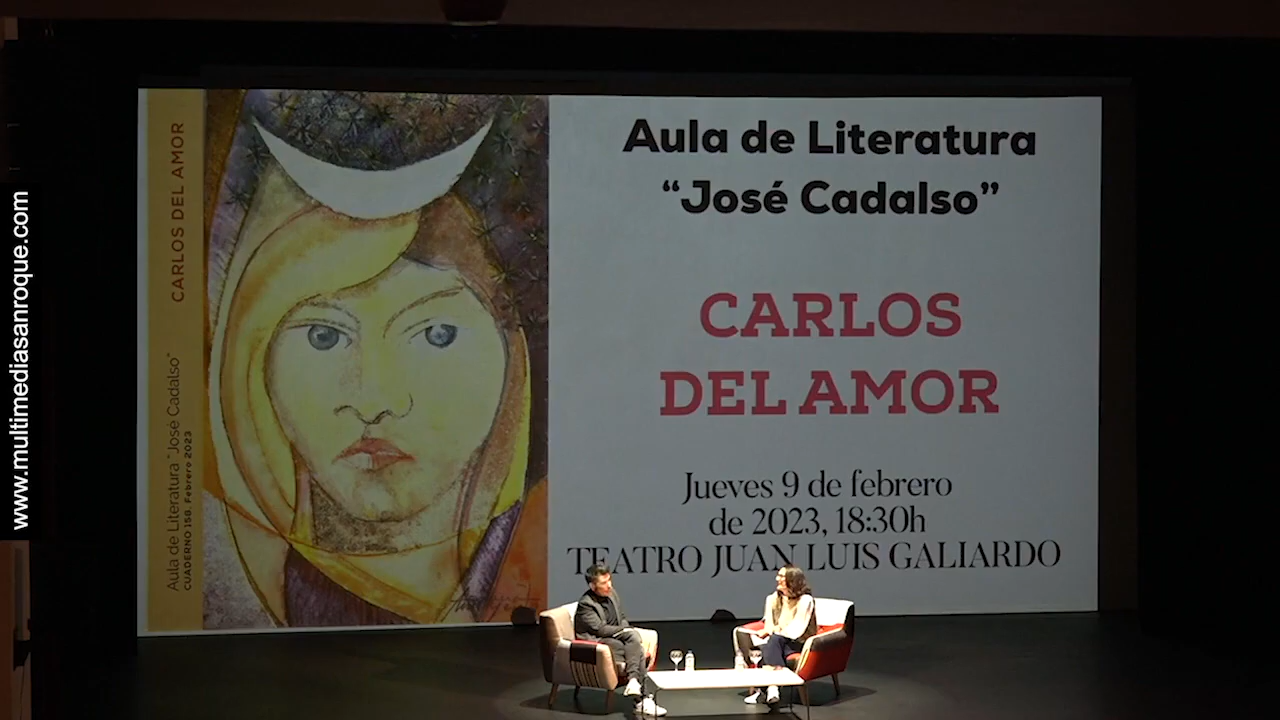 www.multimediasanroque.com
CARLOS DEL AMOR
Aula de Literatura "José Cadalso"
CUADERNO 158. Febrero 2023
Aula de Literatura
“José Cadalso”
CARLOS
DEL AMOR
Jueves 9 de febrero
de 2023, 18:30h
TEATRO JUAN LUIS GALIARDO